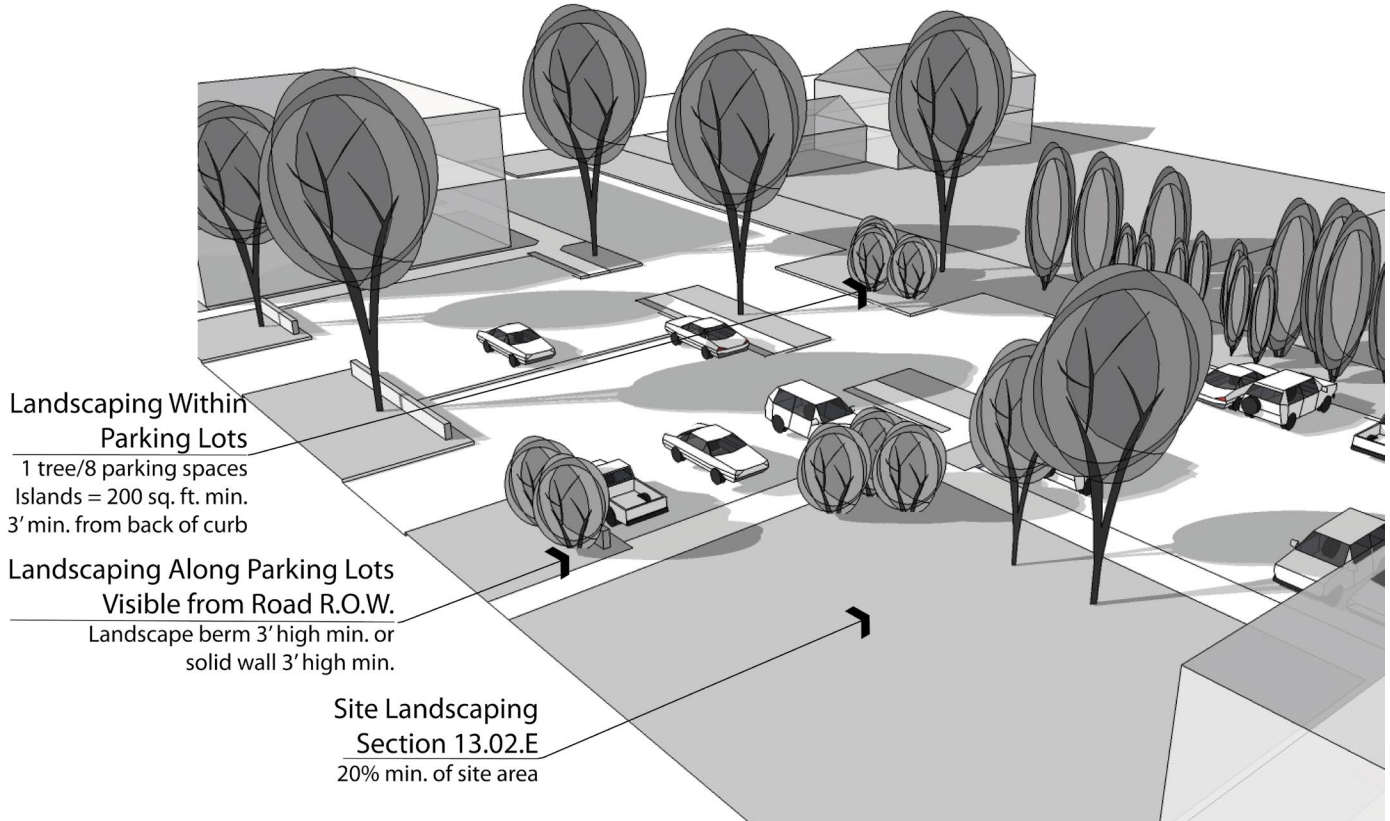 Landscaping Within
Parking Lots
1 tree/8 parking spaces
Islands = 200 sq. ft. min.
3’ min. from back of curb
Landscaping Along Parking Lots
Visible from Road R.O.W.
Landscape berm 3’ high min. or
solid wall 3’ high min.
Site Landscaping
Section 13.02.E
20% min. of site area